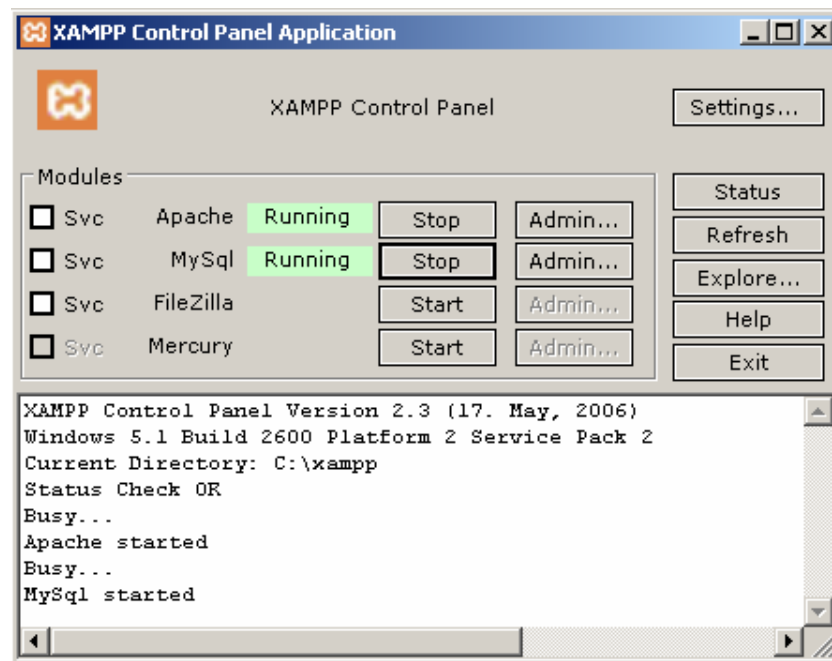 XAMPP Control Panel Application
XAMPP Control Panel
Settings...
Modules
Svc Apache Running Stop Admin...
Svc MySql Running Stop Admin...
Svc FileZilla Start Admin...
Svc Mercury Start Admin...
Status
Refresh
Explore...
Help
Exit
XAMPP Control Panel Version 2.3 (17. May, 2006)
Windows 5.1 Build 2600 Platform 2 Service Pack 2
Current Directory: C:\xampp
Status Check OK
Busy...
Apache started
Busy...
MySql started